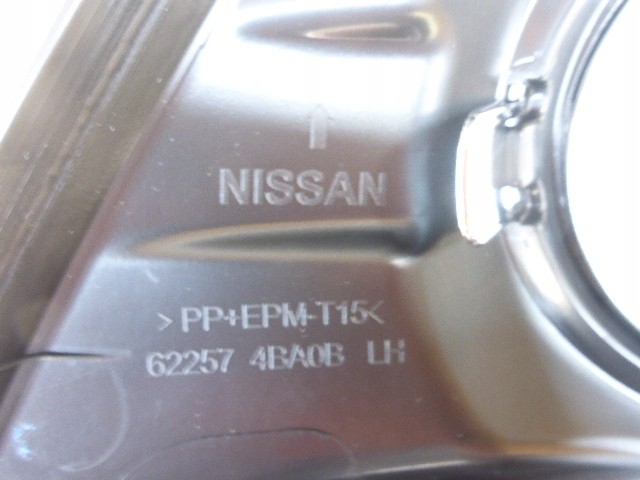 NISSAN
>PP+EPM-T15<
62257 4BA0B LH